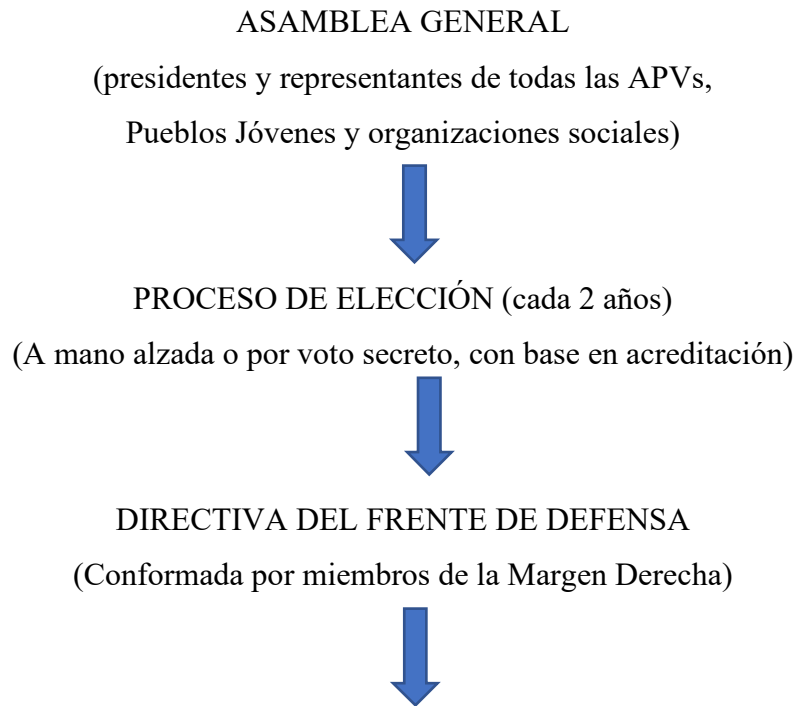 ASAMBLEA GENERAL
(presidentes y representantes de todas las APVs,
Pueblos Jóvenes y organizaciones sociales)
PROCESO DE ELECCIÓN (cada 2 años)
(A mano alzada o por voto secreto, con base en acreditación)
DIRECTIVA DEL FRENTE DE DEFENSA
(Conformada por miembros de la Margen Derecha)